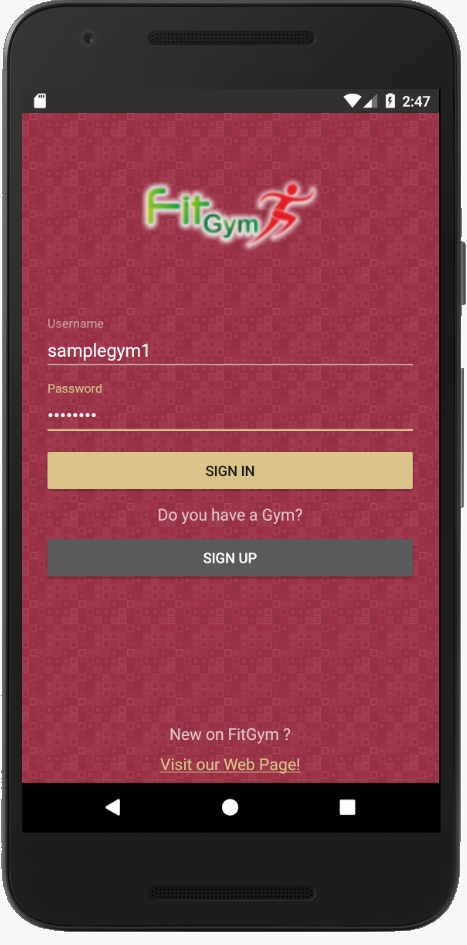 2:47
FitGym
Username
samplegym1
Password
••••••••
SIGN IN
Do you have a Gym?
SIGN UP
New on FitGym ?
Visit our Web Page!